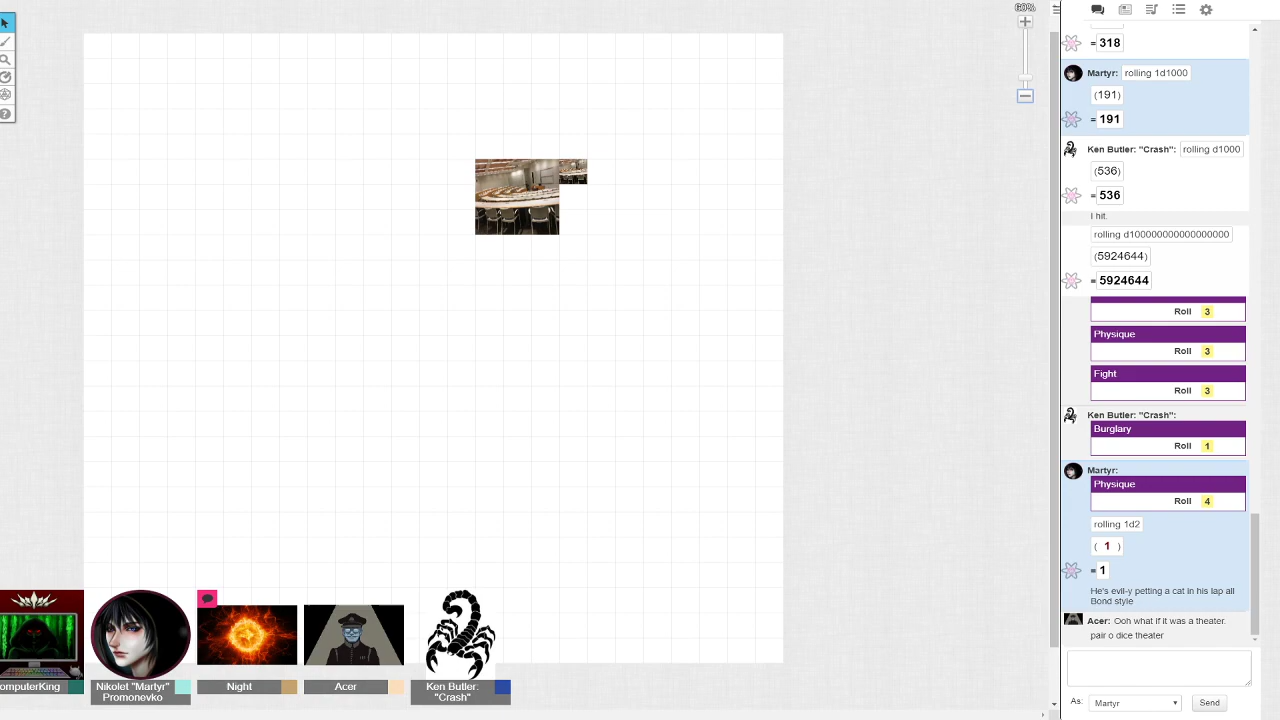 60%
= 318
Martyr: rolling 1d1000
(191)
= 191
Ken Butler: "Crash": rolling d1000
(536)
= 536
I hit.
rolling d100000000000000000
(5924644)
= 5924644
Roll 3
Physique
Roll 3
Fight
Roll 3
Ken Butler: "Crash":
Burglary
Roll 1
Martyr:
Physique
Roll 4
rolling 1d2
( 1 )
= 1
He's evil-y petting a cat in his lap all
Bond style
Acer: Ooh what if it was a theater.
pair o dice theater
As: Martyr
Send
omputerKing
Nikolet "Martyr"
Promonevko
Night
Acer
Ken Butler:
"Crash"